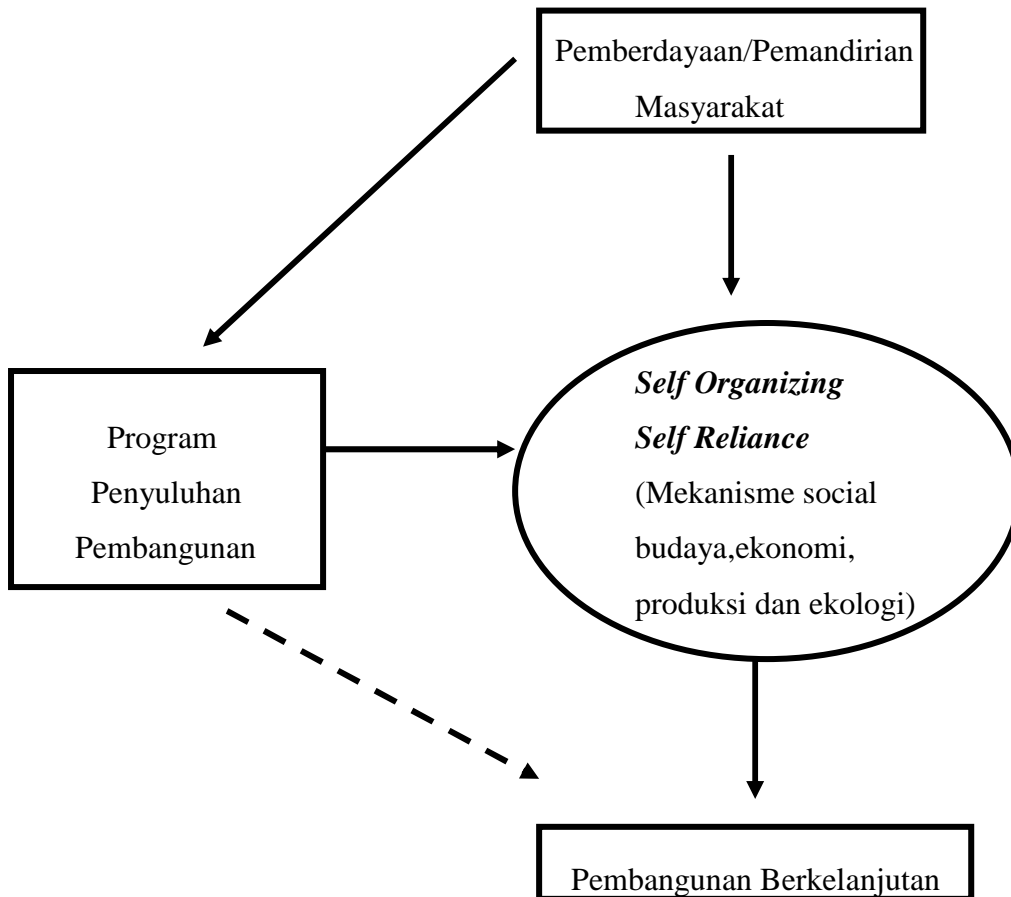 Pemberdayaan/Pemandirian
Masyarakat
Program
Penyuluhan
Pembangunan
Self Organizing
Self Reliance
(Mekanisme social
budaya,ekonomi,
produksi dan ekologi)
Pembangunan Berkelanjutan